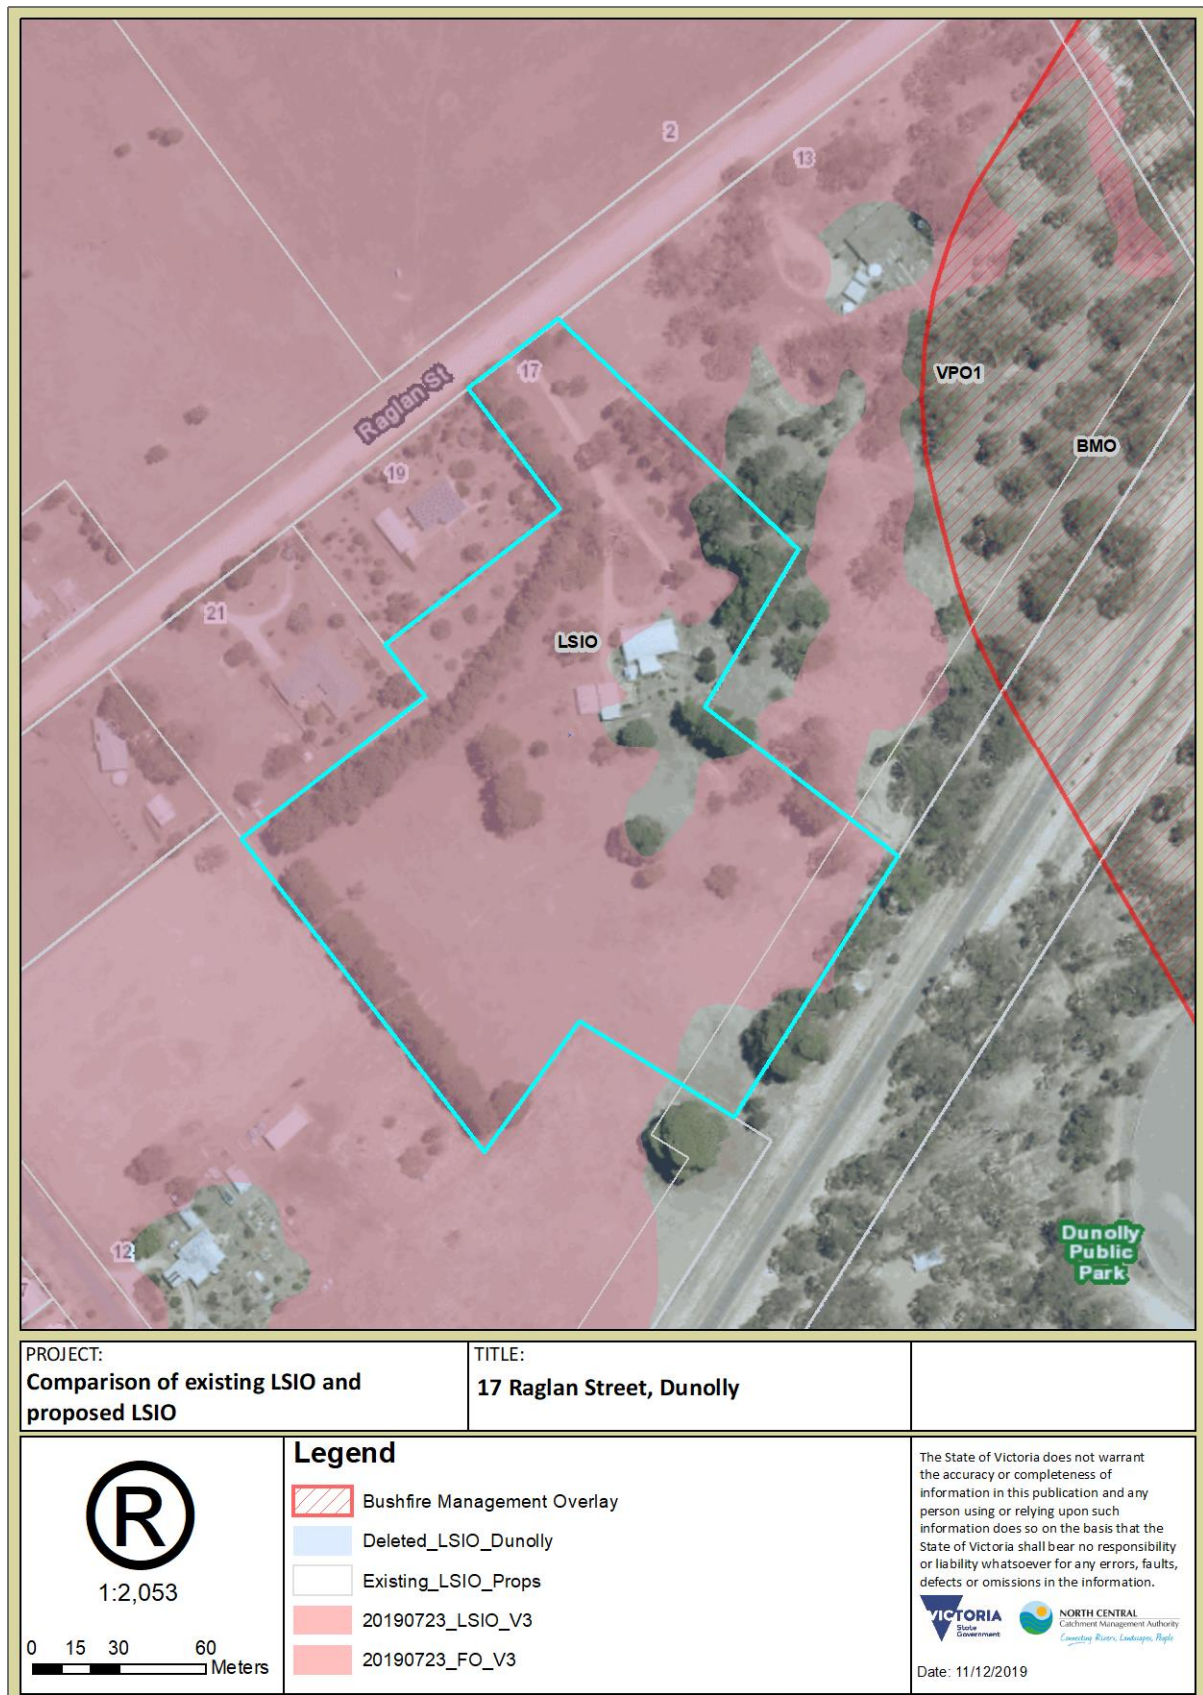 2
13
17
Raglan St
VPO1
BMO
19
21
LSIO
12
Dunolly
Public
Park
PROJECT:
Comparison of existing LSIO and
proposed LSIO
TITLE:
17 Raglan Street, Dunolly
R
1:2,053
0 15 30 60
Meters
Legend
Bushfire Management Overlay
Deleted_LSIO_Dunolly
Existing_LSIO_Props
20190723_LSIO_V3
20190723_FO_V3
The State of Victoria does not warrant
the accuracy or completeness of
information in this publication and any
person using or relying upon such
information does so on the basis that the
State of Victoria shall bear no responsibility
or liability whatsoever for any errors, faults,
defects or omissions in the information.
VICTORIA
State
Government
NORTH CENTRAL
Catchment Management Authority
Connecting Rivers, Landscapes, People
Date: 11/12/2019